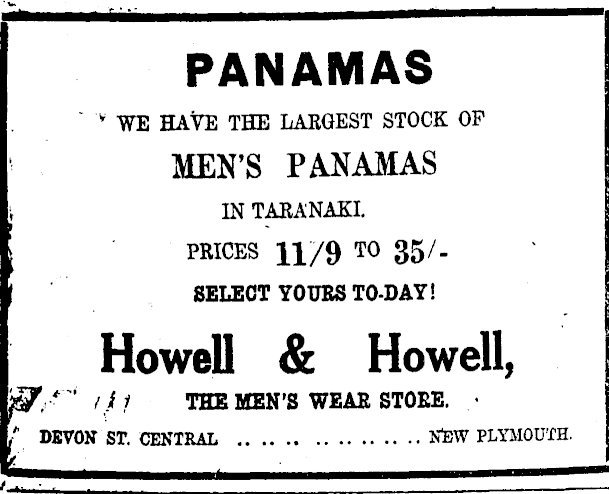 PANAMAS
WE HAVE THE LARGEST STOCK OF
MEN'S PANAMAS
IN TARANAKI.
PRICES 11/9 TO 35/-
SELECT YOURS TO-DAY!
Howell & Howell,
THE MEN'S WEAR STORE.
DEVON ST. CENTRAL .. .. .. .. .. .. .. .. NEW PLYMOUTH.